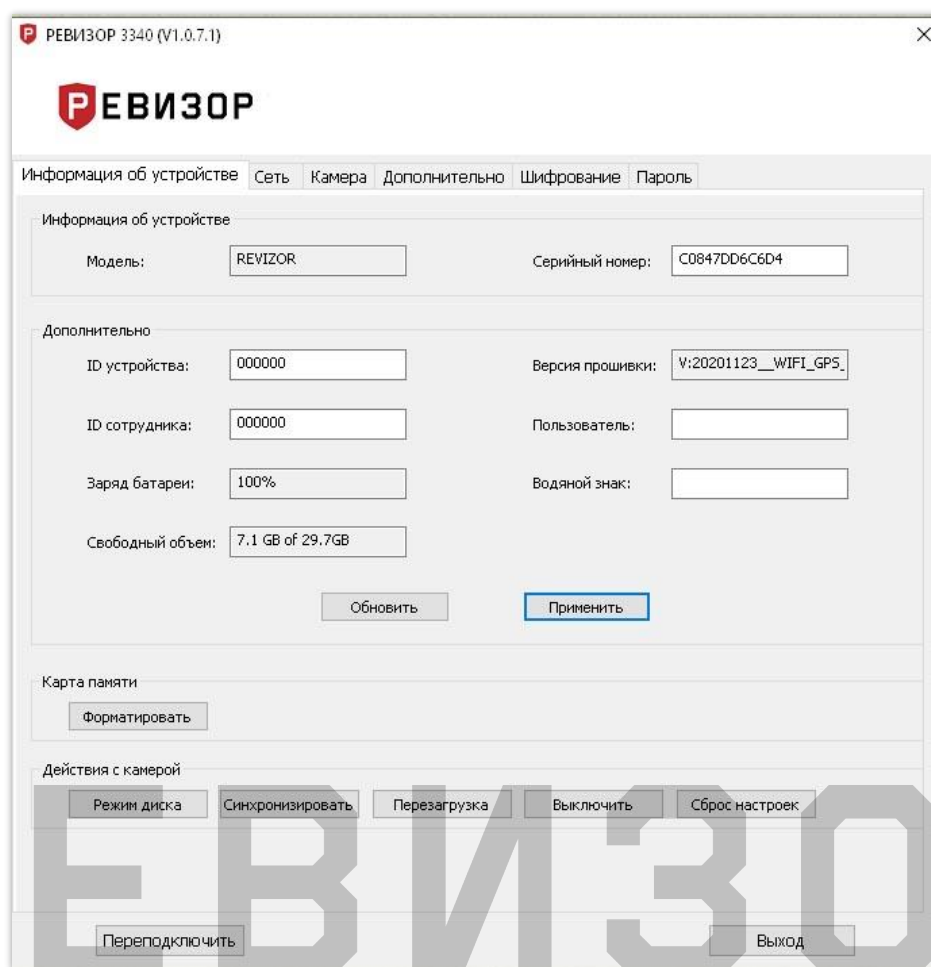 РЕВИЗОР 3340 (V1.0.7.1)
РЕВИЗОР
Информация об устройстве Сеть Камера Дополнительно Шифрование Пароль
Информация об устройстве
Модель: REVIZOR Серийный номер: C0847DD6C6D4
Дополнительно
ID устройства: 000000 Версия прошивки: V:20201123__WIFI_GPS_
ID сотрудника: 000000 Пользователь:
Заряд батареи: 100% Водяной знак:
Свободный объем: 7.1 GB of 29.7GB
Обновить Применить
Карта памяти
Форматировать
Действия с камерой
Режим диска Синхронизировать Перезагрузка Выключить Сброс настроек
ЕВИЗО
Переподключить Выход